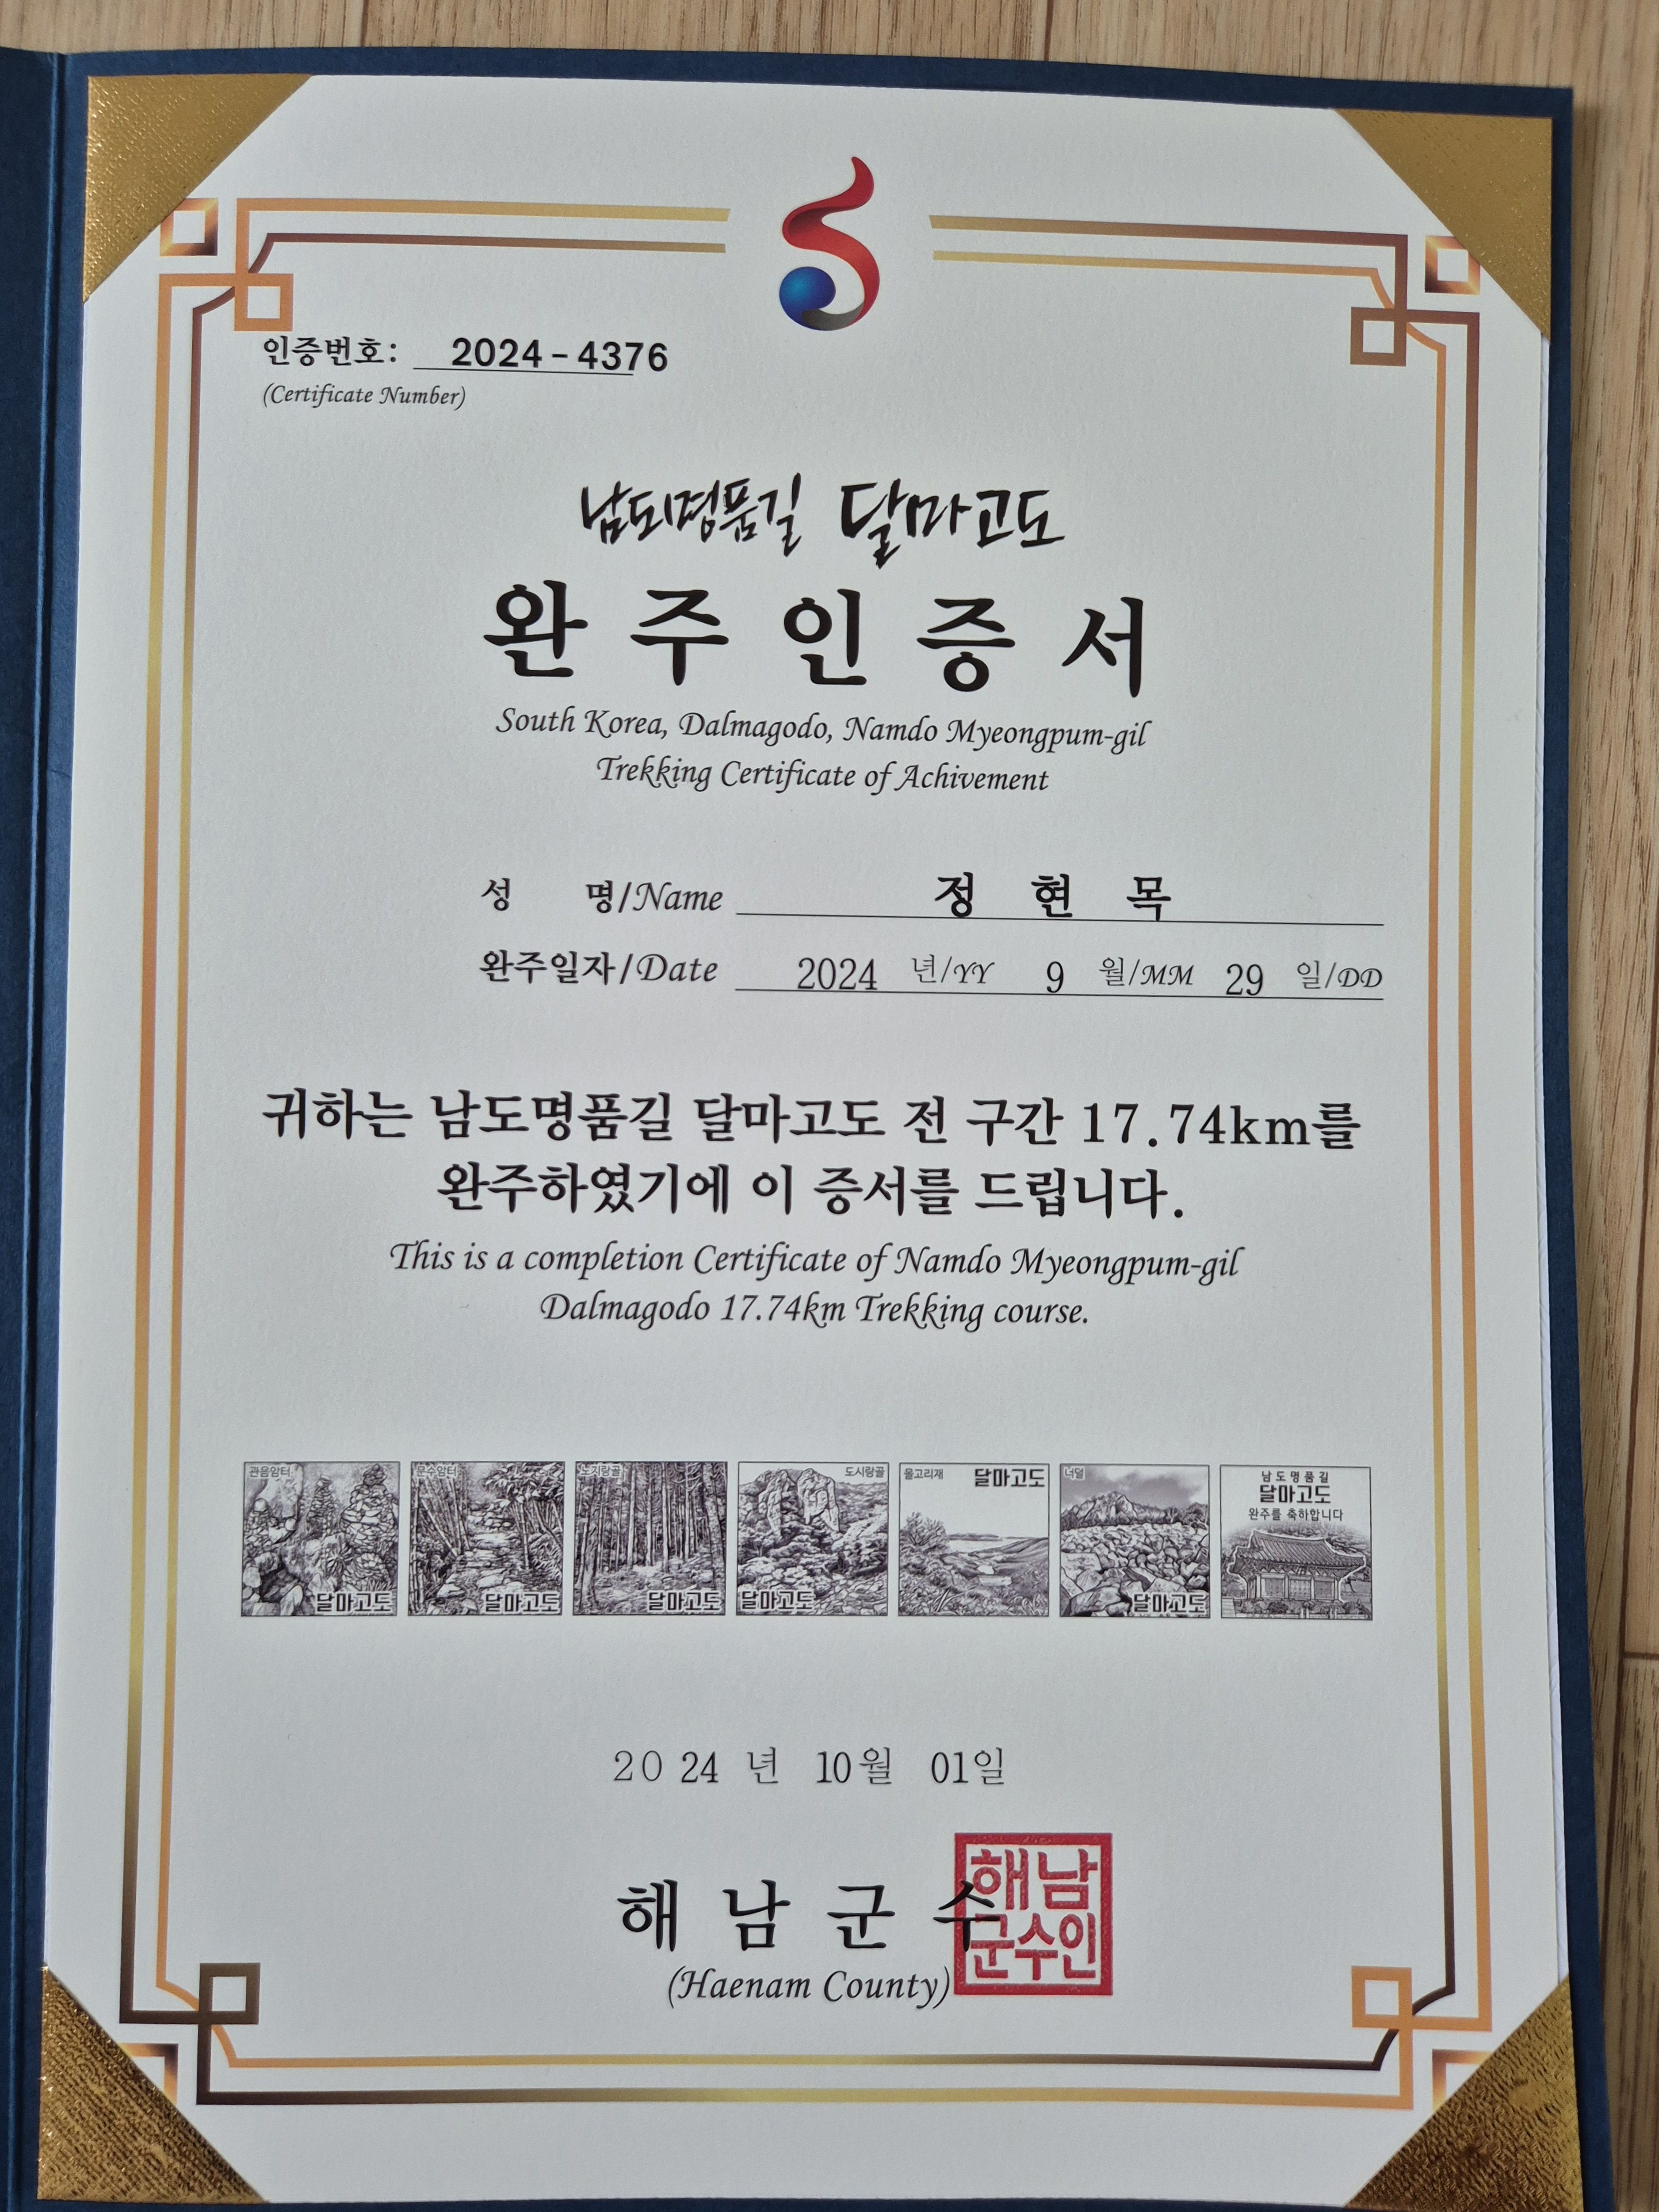 인증번호: 2024-4376
(Certificate Number)
남도명품길 달마고도
완주인증서
South Korea, Dalmagodo, Namdo Myeongpum-gil
Trekking Certificate of Achivement
성 명/Name 정 현 목
완주일자/Date 2024 년/YY 9 월/MM 29 일/DD
귀하는 남도명품길 달마고도 전 구간 17.74km를
완주하였기에 이 증서를 드립니다.
This is a completion Certificate of Namdo Myeongpum-gil
Dalmagodo 17.74km Trekking course.
관음암터
달마고도
문수암터
달마고도
노지랑골
달마고도
도시랑골
달마고도
몰고리재
달마고도
너덜
달마고도
남도명품길
달마고도
완주를 축하합니다
2024 년 10월 01일
해남군수
(Haenam County)
해남
군수인